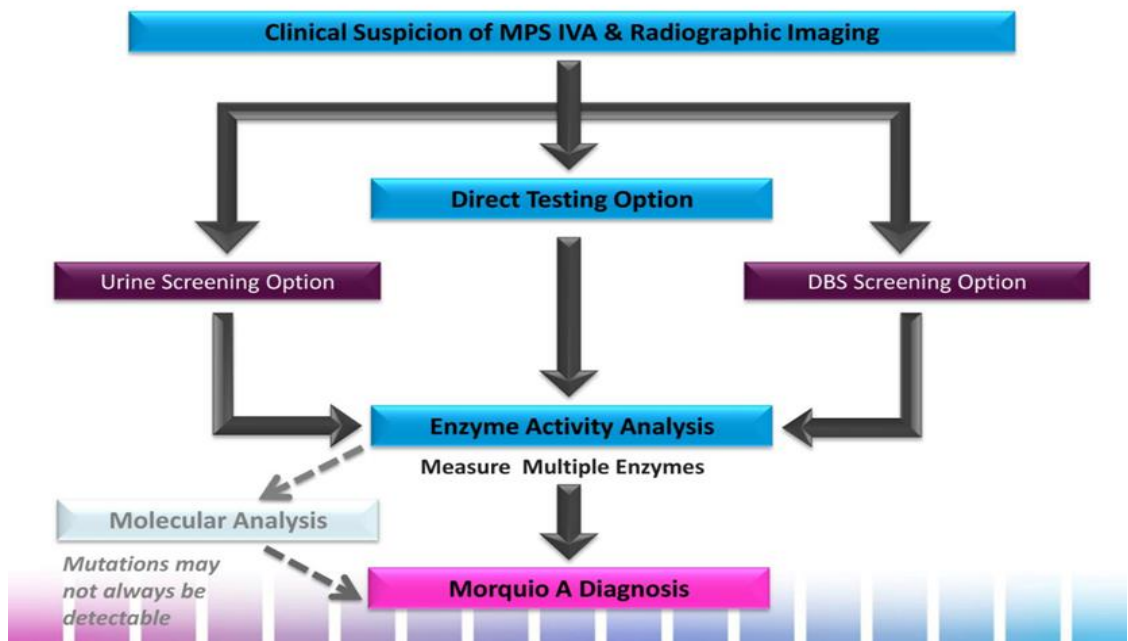 Clinical Suspicion of MPS IVA & Radiographic Imaging
Direct Testing Option
Urine Screening Option
DBS Screening Option
Enzyme Activity Analysis
Measure Multiple Enzymes
Molecular Analysis
Mutations may
not always be
detectable
Morquio A Diagnosis